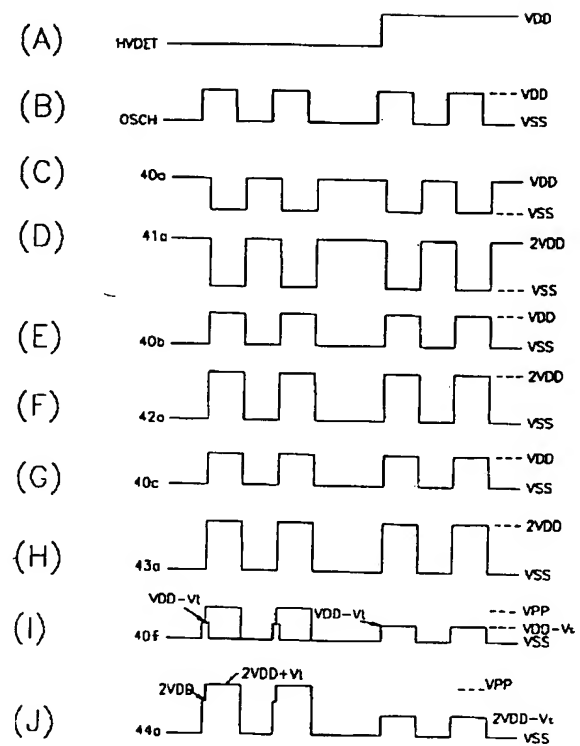 (A) HVDET VDD
(B) OSCH VDD VSS
(C) 40a VDD VSS
(D) 41a 2VDD VSS
(E) 40b VDD VSS
(F) 42a 2VDD VSS
(G) 40c VDD VSS
(H) 43a 2VDD VSS
(I) 40f VDD-Vt VDD-Vt VPP VDD-Vt VSS
(J) 44a 2VDD 2VDD+Vt VPP 2VDD-Vt VSS